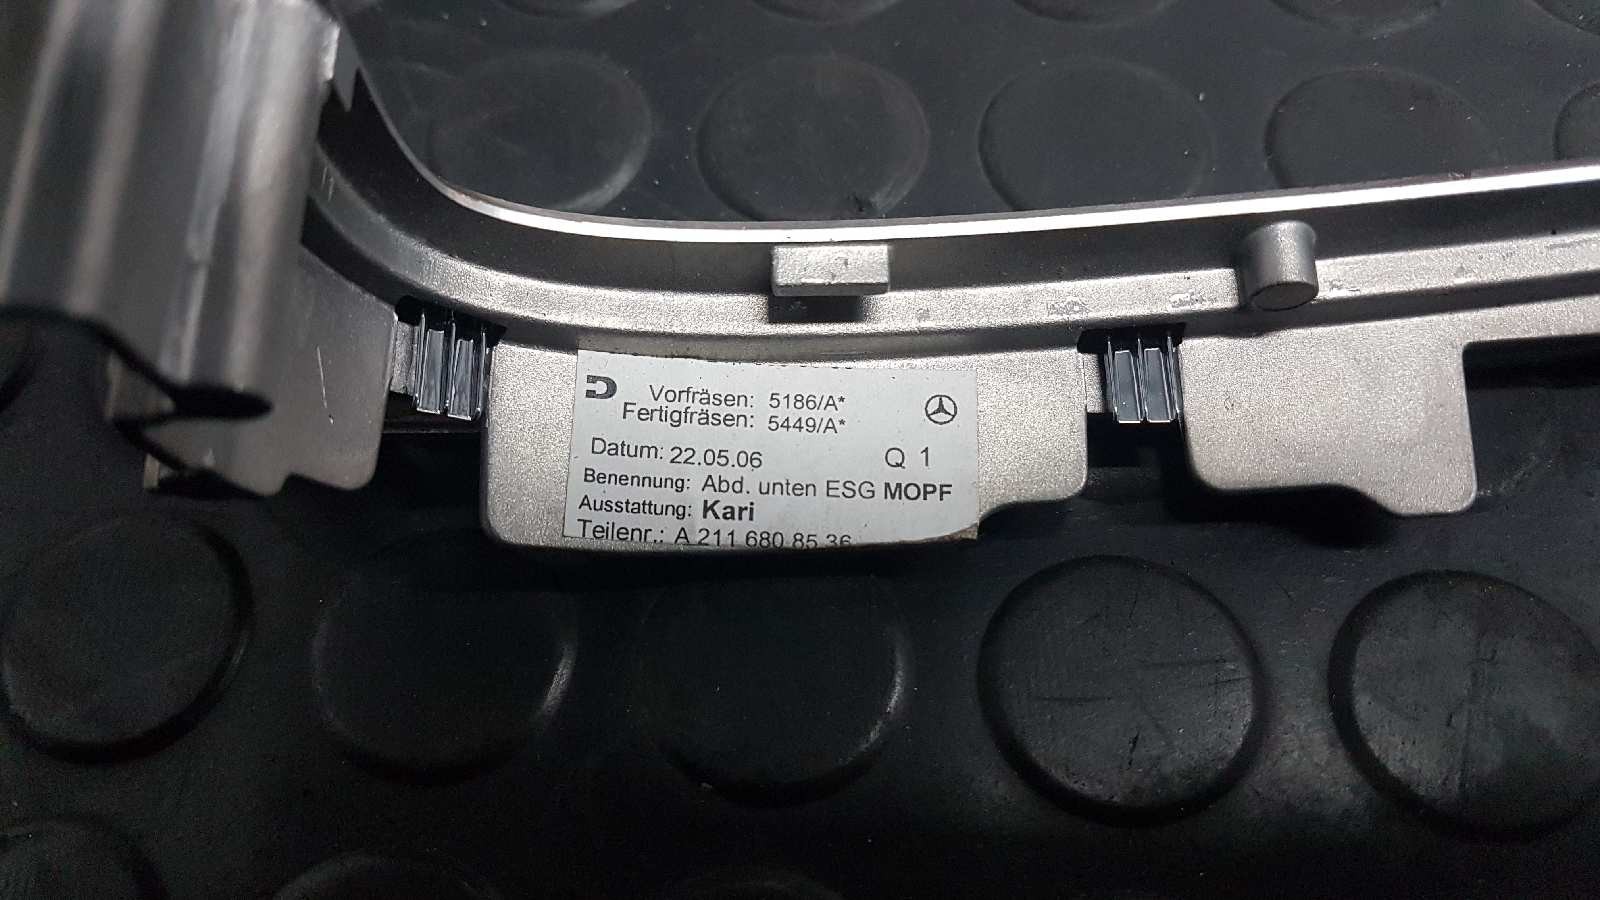 Vorfräsen: 5186/A*
Fertigfräsen: 5449/A*
Datum: 22.05.06 Q 1
Benennung: Abd. unten ESG MOPF
Ausstattung: Kari
Teilenr.: A 211 680 85 36